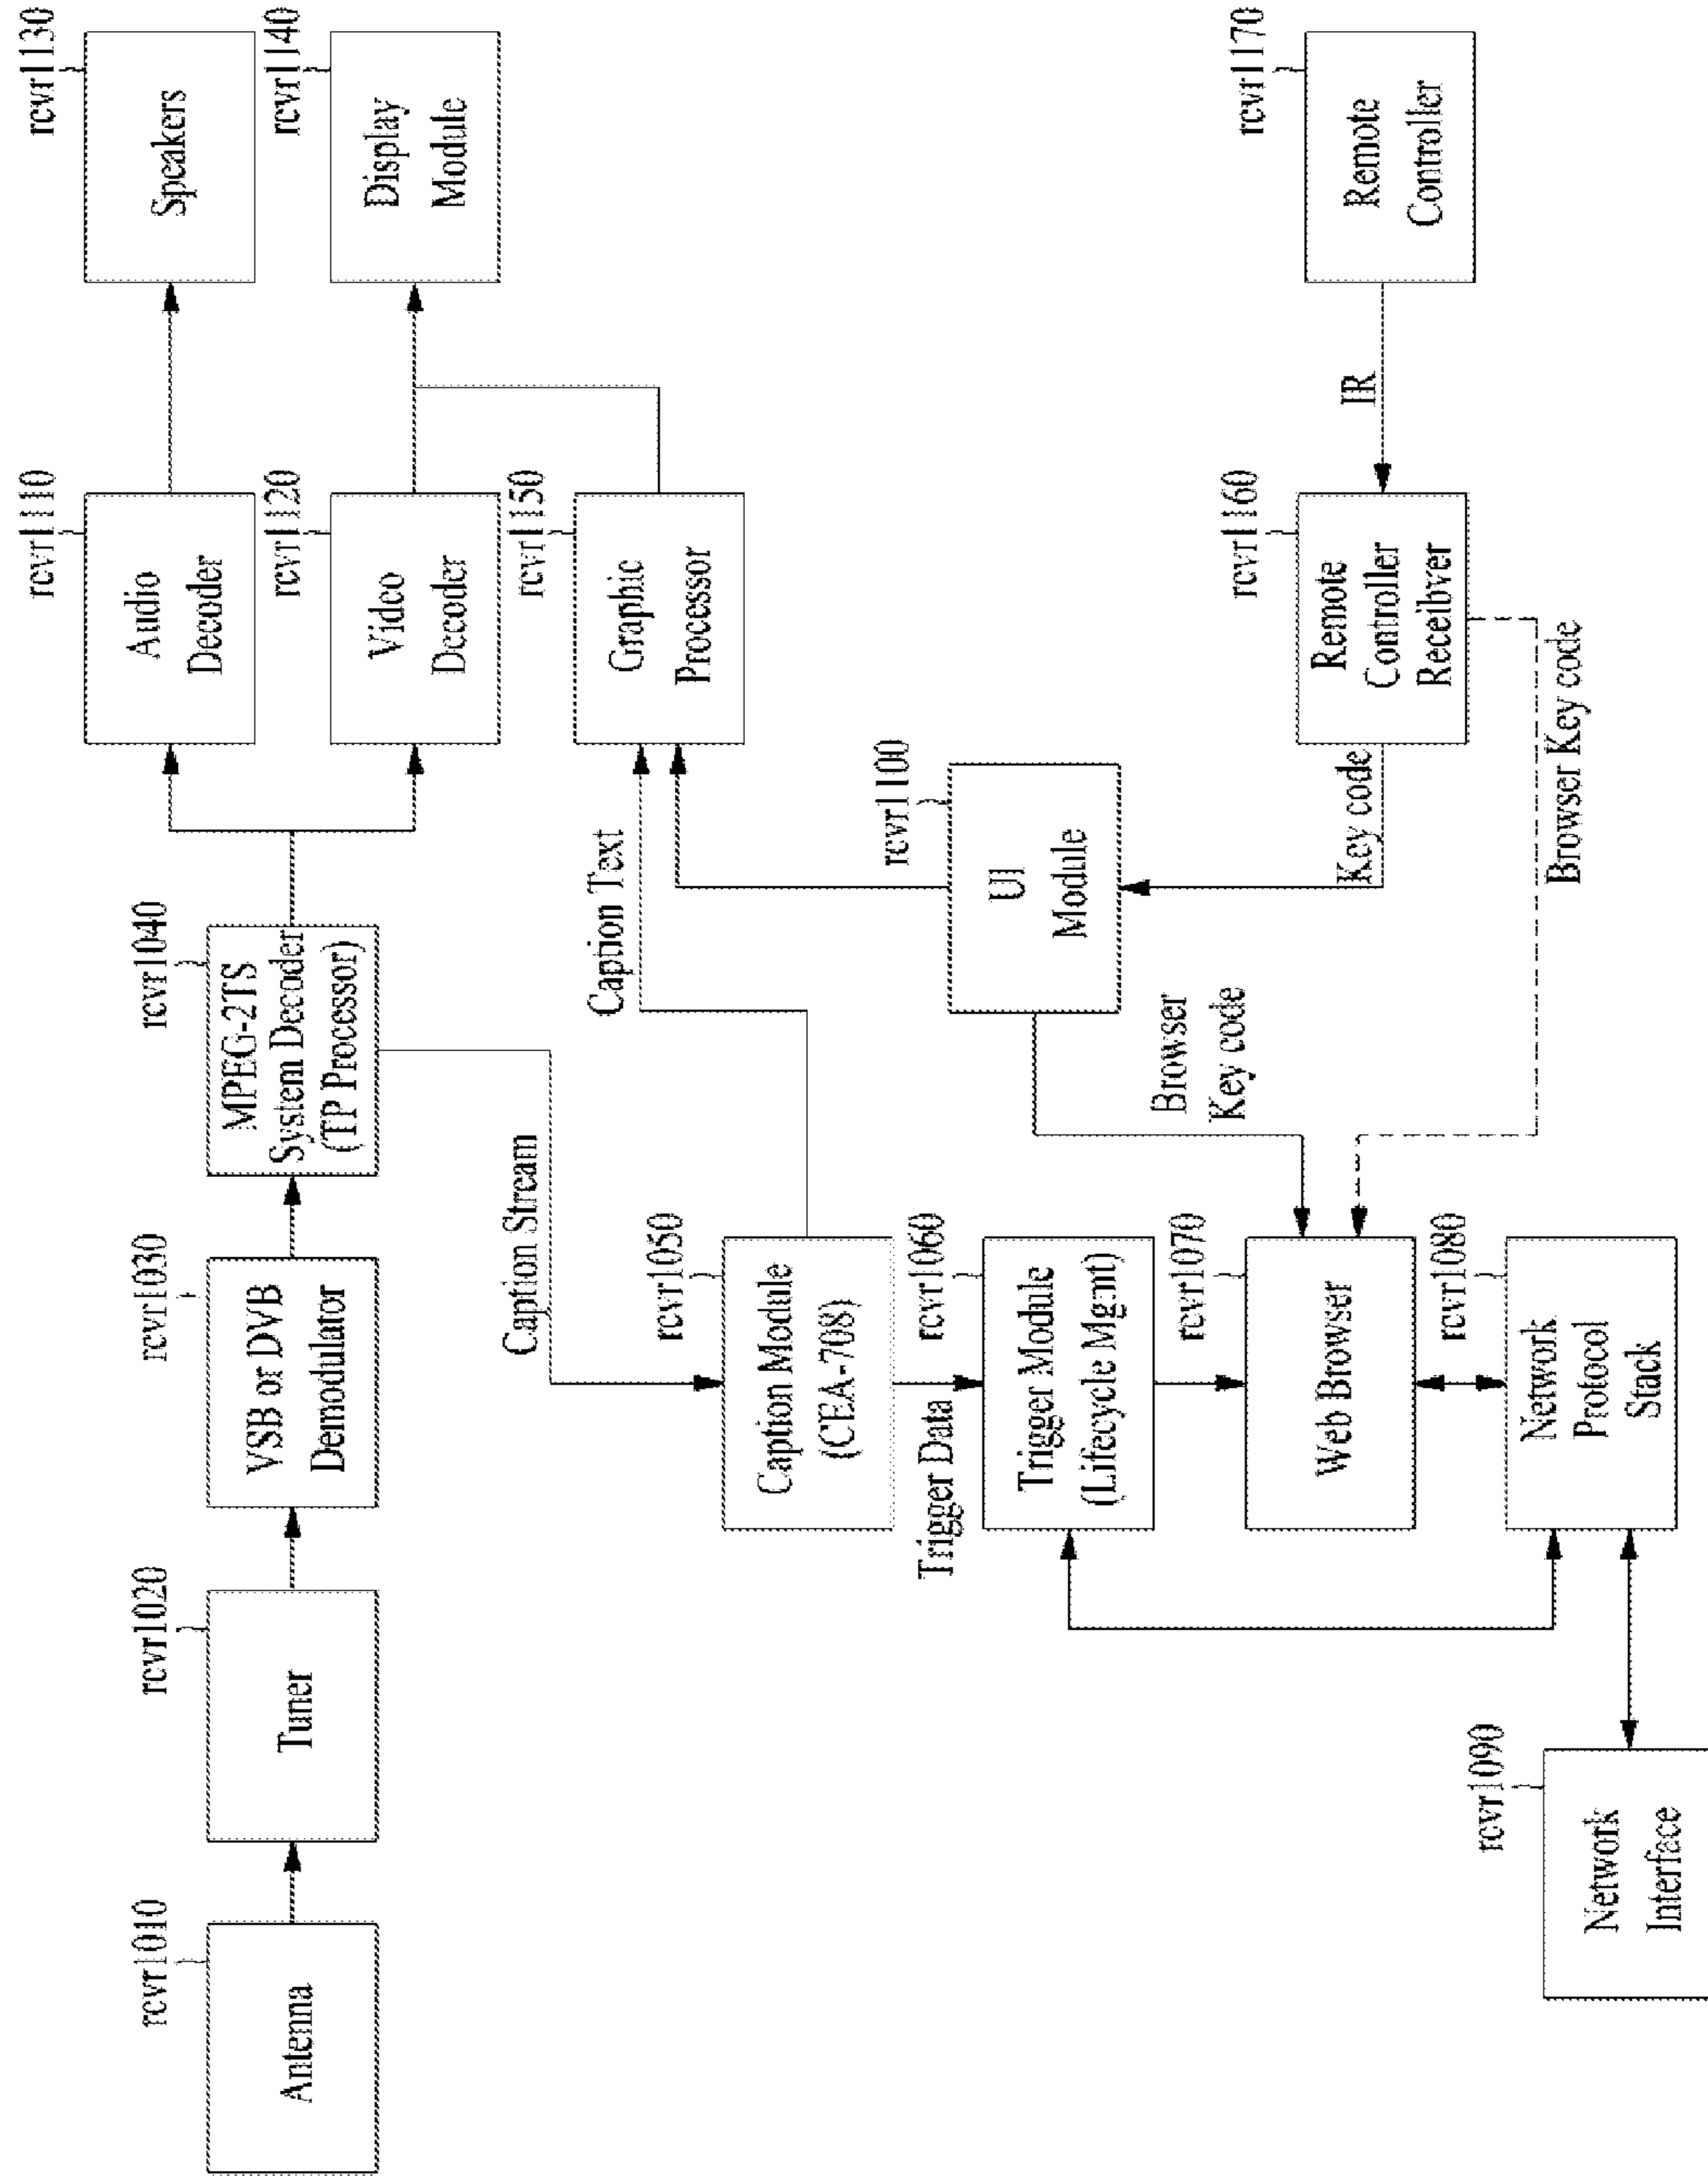 rcvr1130
Speakers
rcvr1140
Display
Module
rcvr1110
Audio
Decoder
rcvr1120
Video
Decoder
rcvr1150
Graphic
Processor
rcvr1040
MPEG-2TS
System Decoder
(TP Processor)
rcvr1030
VSB or DVB
Demodulator
rcvr1020
Tuner
rcvr1010
Antenna
Caption Stream
Caption Text
rcvr1050
Caption Module
(CEA-708)
Trigger Data
rcvr1060
Trigger Module
(Lifecycle Mgmt)
rcvr1070
Web Browser
rcvr1080
Network
Protocol
Stack
rcvr1090
Network
Interface
rcvr1100
UI
Module
Browser
Key code
Key code
Browser Key code
rcvr1160
Remote
Controller
Receibver
IR
rcvr1170
Remote
Controller